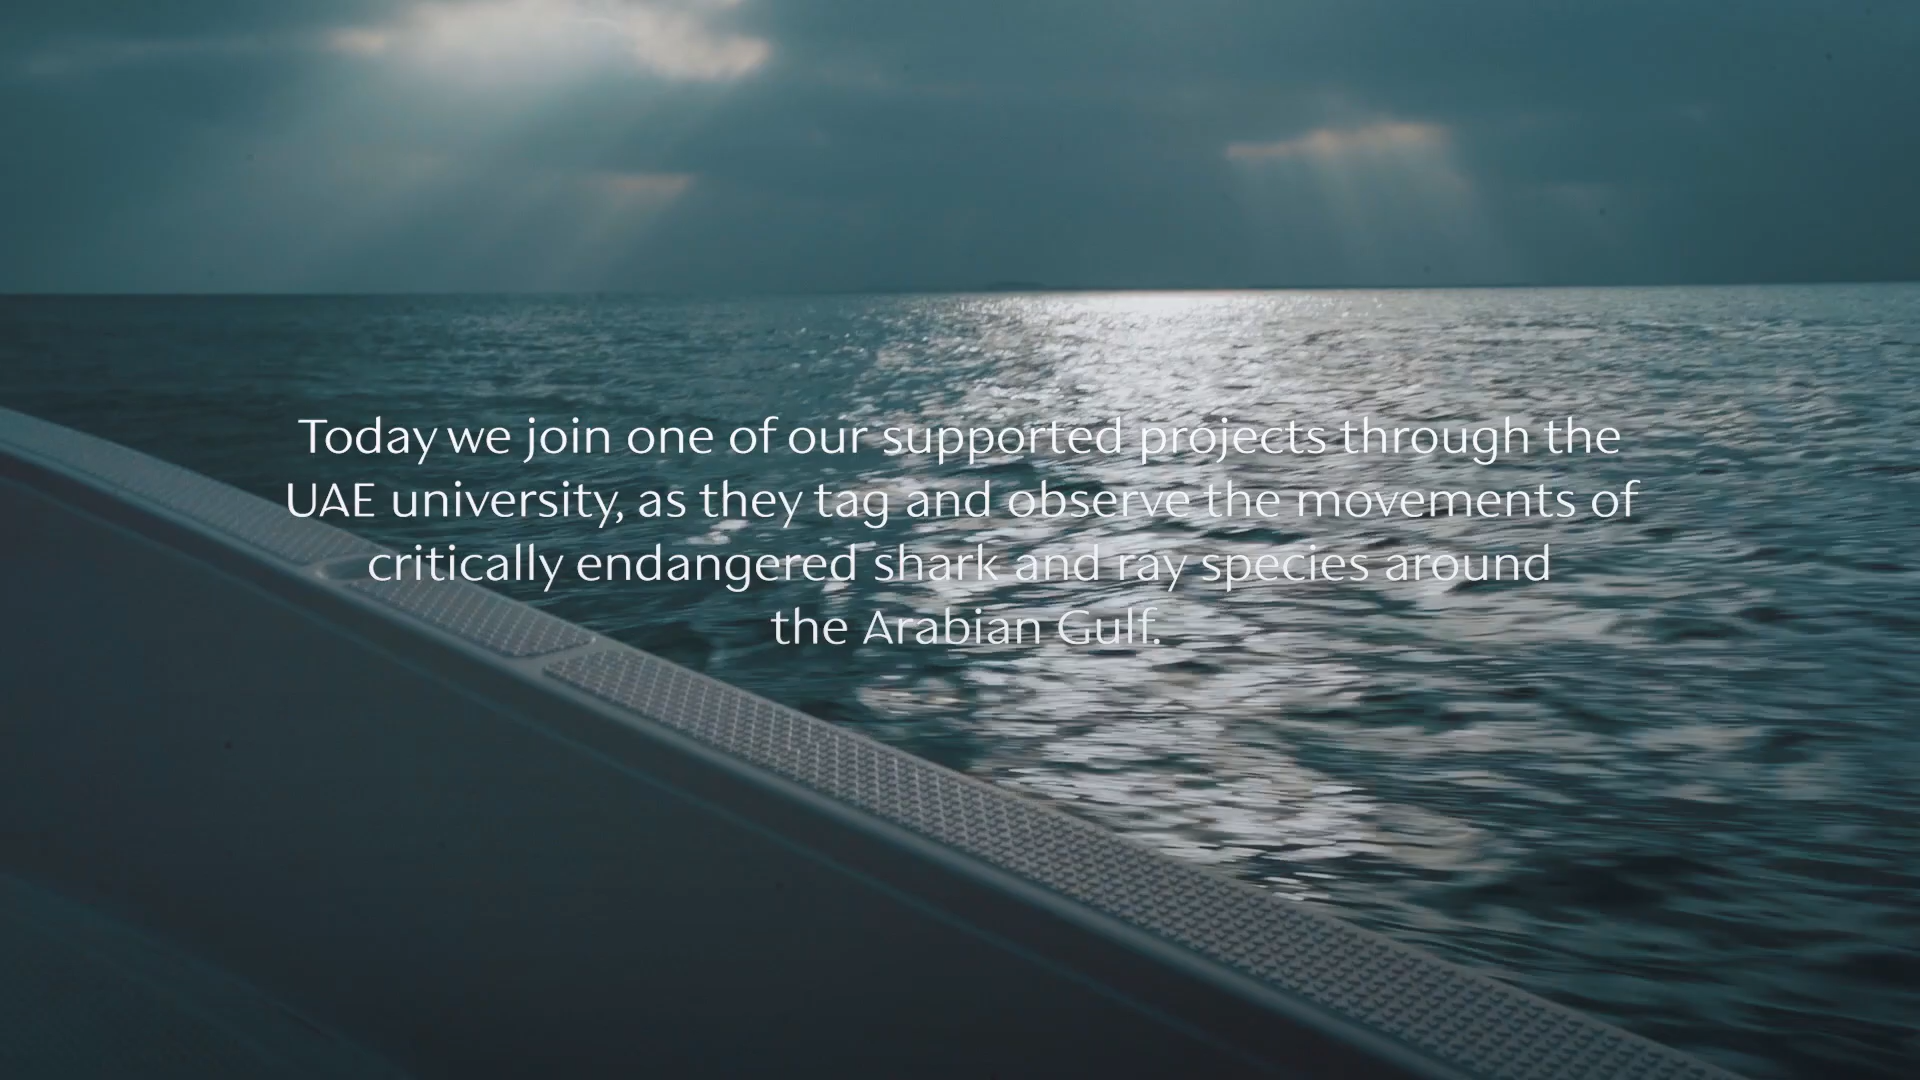 Today we join one of our supported projects through the
UAE university, as they tag and observe the movements of
critically endangered shark and ray species around
the Arabian Gulf.